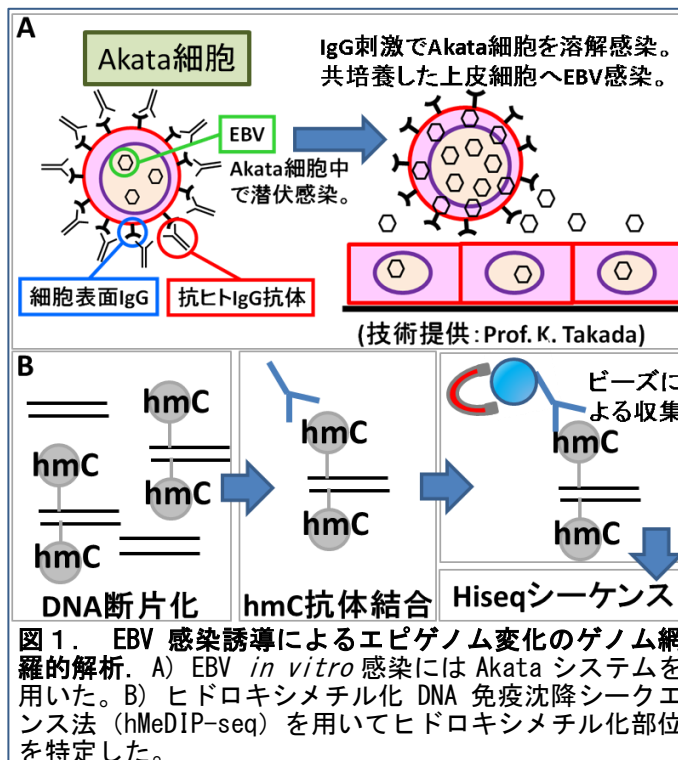 A
Akata細胞
IgG刺激でAkata細胞を溶解感染。
共培養した上皮細胞へEBV感染。
EBV
Akata細胞中
で潜伏感染。
細胞表面IgG
抗ヒトIgG抗体
(技術提供:Prof. K. Takada)
B
hmC
hmC
hmC
hmC
DNA断片化
hmC
hmC
hmC抗体結合
ビーズに
よる収集
hmC
hmC
Hiseqシーケンス
図1. EBV 感染誘導によるエピゲノム変化のゲノム網
羅的解析. A) EBV in vitro 感染には Akata システムを
用いた。B) ヒドロキシメチル化 DNA 免疫沈降シークエ
ンス法 (hMeDIP-seq) を用いてヒドロキシメチル化部位
を特定した。